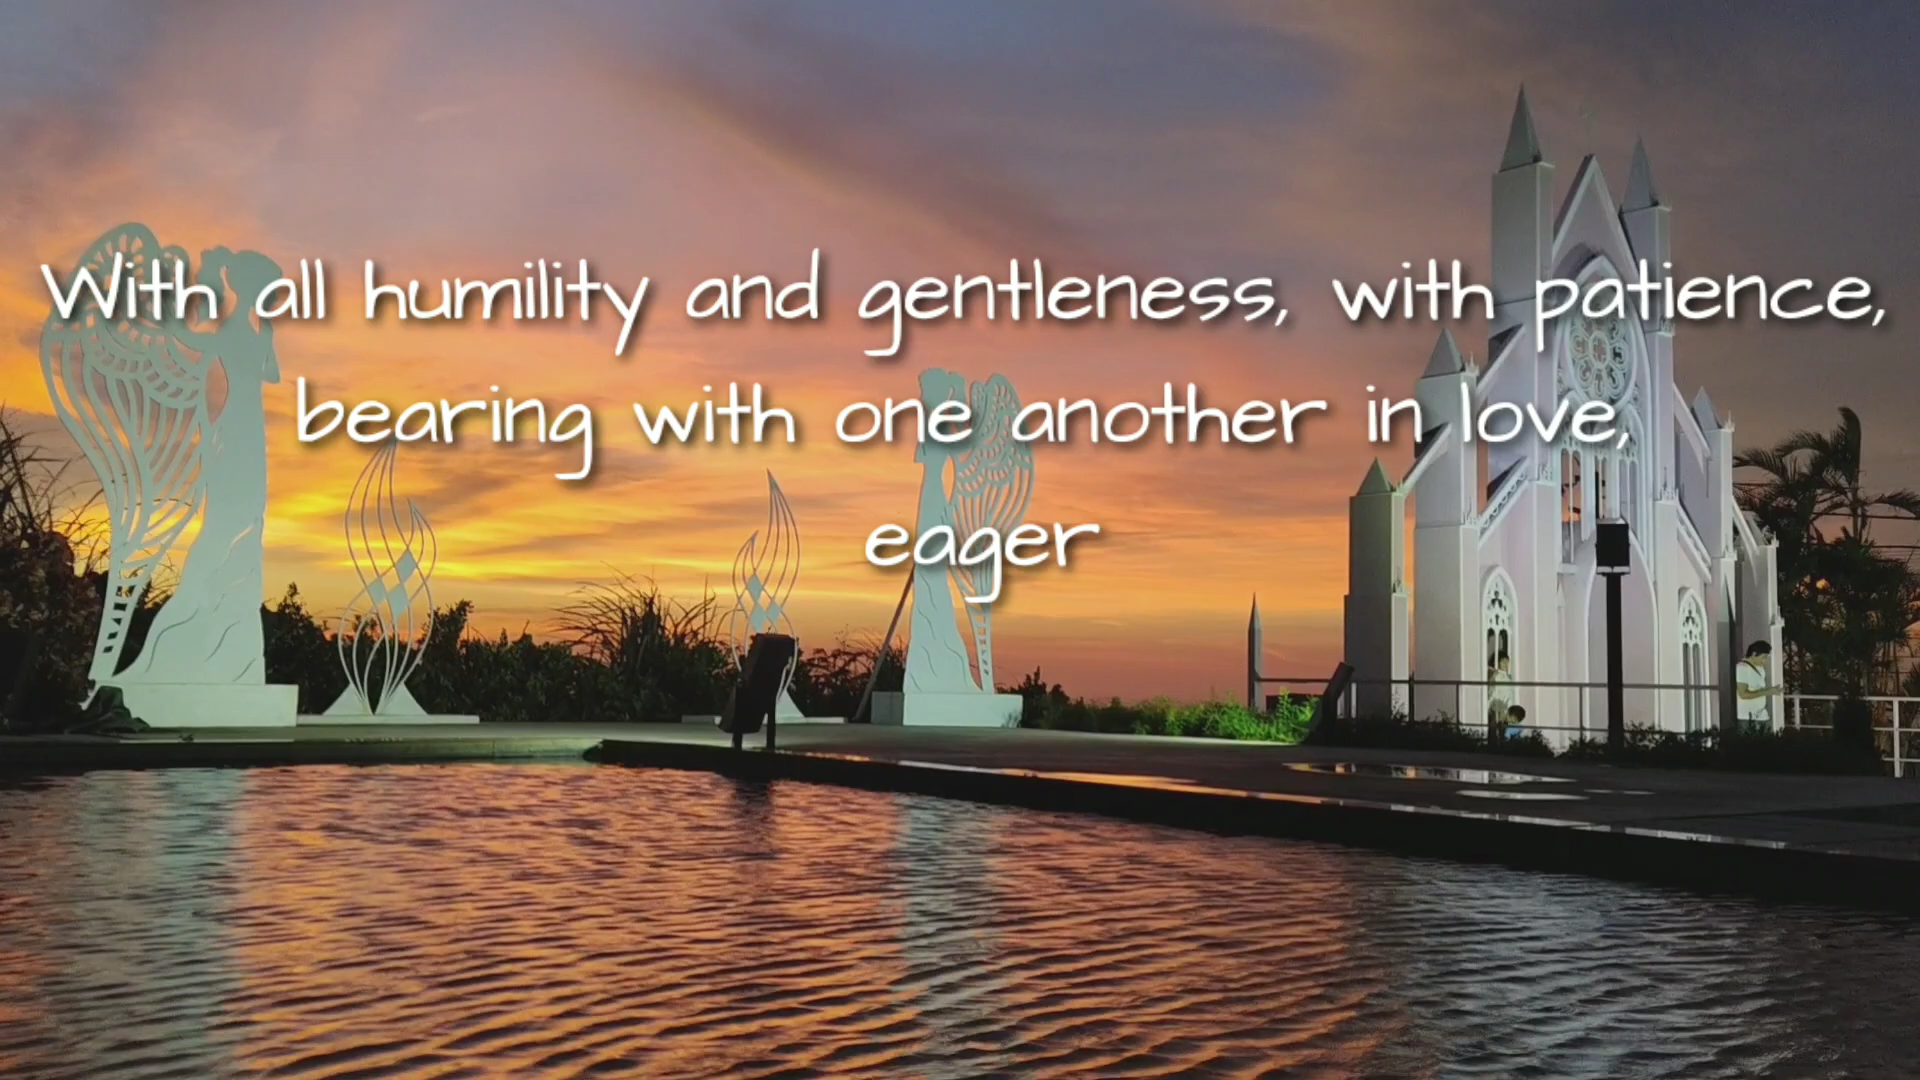 With all humility and gentleness, with patience,
bearing with one another in love,
eager